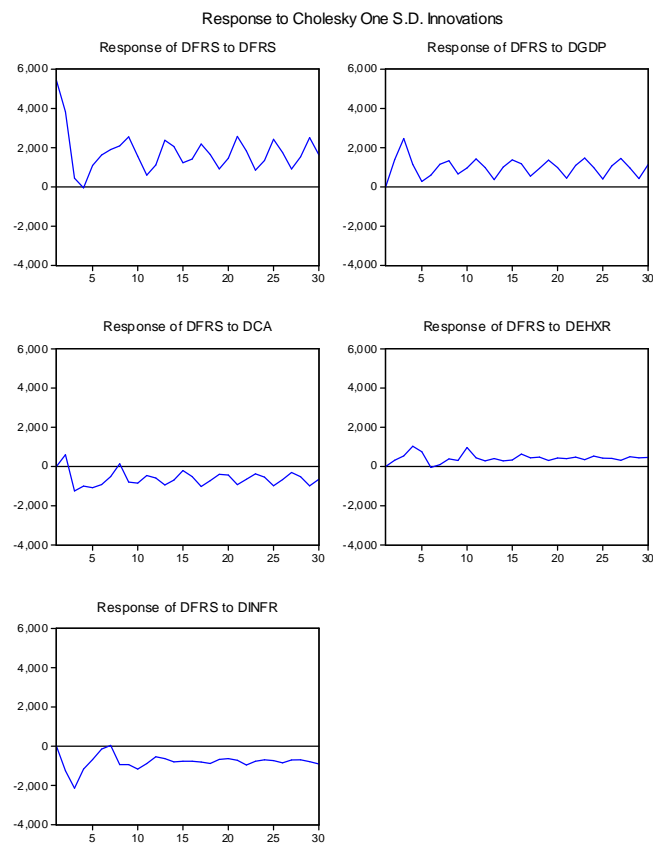 Response to Cholesky One S.D. Innovations
Response of DFRS to DFRS
6,000
4,000
2,000
0
-2,000
-4,000
5 10 15 20 25 30
Response of DFRS to DGDP
6,000
4,000
2,000
0
-2,000
-4,000
5 10 15 20 25 30
Response of DFRS to DCA
6,000
4,000
2,000
0
-2,000
-4,000
5 10 15 20 25 30
Response of DFRS to DEHXR
6,000
4,000
2,000
0
-2,000
-4,000
5 10 15 20 25 30
Response of DFRS to DINFR
6,000
4,000
2,000
0
-2,000
-4,000
5 10 15 20 25 30